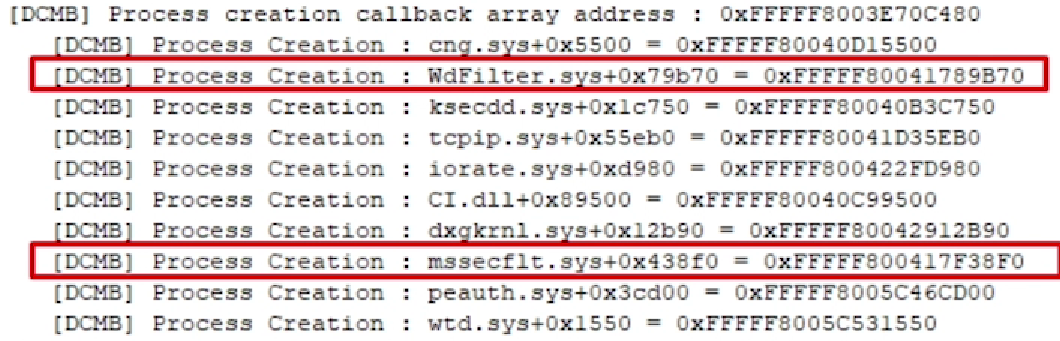 [DCMB] Process creation callback array address : 0xFFFFF8003E70C480
[DCMB] Process Creation : cng.sys+0x5500 = 0xFFFFF80040D15500
[DCMB] Process Creation : WdFilter.sys+0x79b70 = 0xFFFFF80041789B70
[DCMB] Process Creation : ksecdd.sys+0x1c750 = 0xFFFFF80040B3C750
[DCMB] Process Creation : tcpip.sys+0x55eb0 = 0xFFFFF80041D35EB0
[DCMB] Process Creation : iorate.sys+0xd980 = 0xFFFFF800422FD980
[DCMB] Process Creation : CI.dll+0x89500 = 0xFFFFF80040C99500
[DCMB] Process Creation : dxgkrnl.sys+0x12b90 = 0xFFFFF80042912B90
[DCMB] Process Creation : mssecflt.sys+0x438f0 = 0xFFFFF800417F38F0
[DCMB] Process Creation : peauth.sys+0x3cd00 = 0xFFFFF8005C46CD00
[DCMB] Process Creation : wtd.sys+0x1550 = 0xFFFFF8005C531550